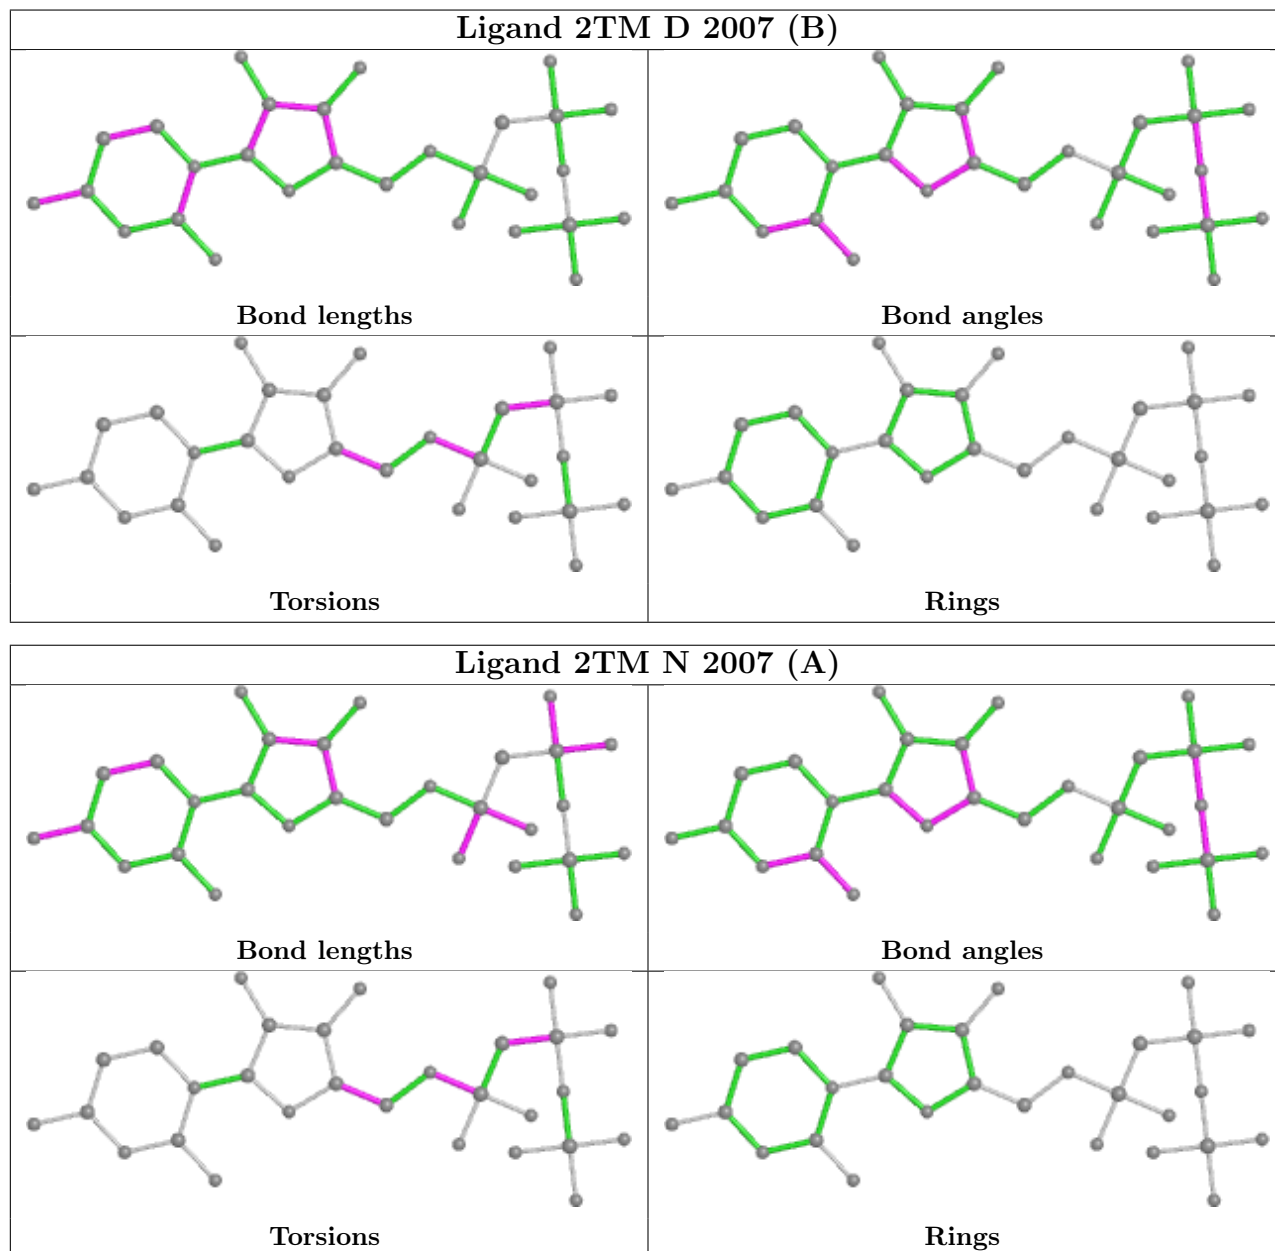 Ligand 2TM D 2007 (B)
Bond lengths
Bond angles
Torsions
Rings
Ligand 2TM N 2007 (A)
Bond lengths
Bond angles
Torsions
Rings